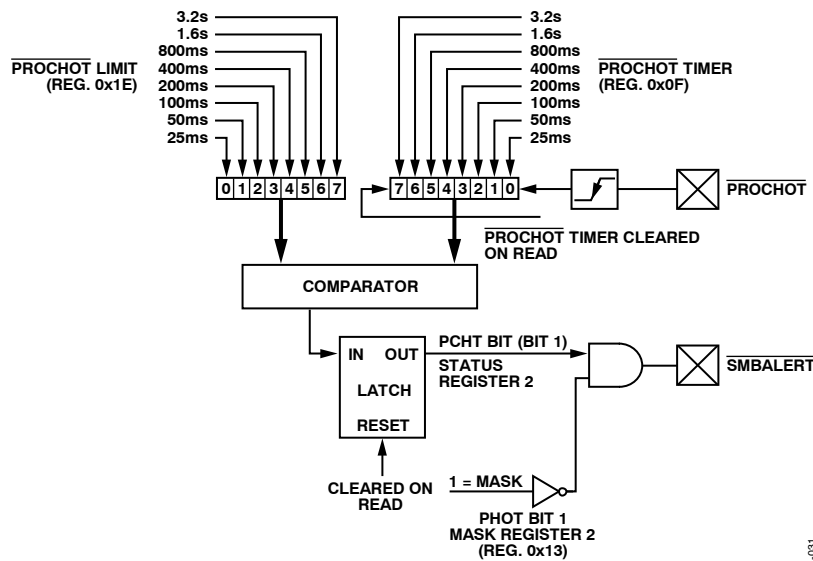 3.2s
1.6s
800ms
400ms
200ms
100ms
50ms
25ms
PROCHOT LIMIT
(REG. 0x1E)
3.2s
1.6s
800ms
400ms
200ms
100ms
50ms
25ms
PROCHOT TIMER
(REG. 0x0F)
0 1 2 3 4 5 6 7
7 6 5 4 3 2 1 0
PROCHOT
PROCHOT TIMER CLEARED
ON READ
COMPARATOR
IN OUT
LATCH
RESET
PCHT BIT (BIT 1)
STATUS
REGISTER 2
SMBALERT
CLEARED ON
READ
1 = MASK
PHOT BIT 1
MASK REGISTER 2
(REG. 0x13)
-031